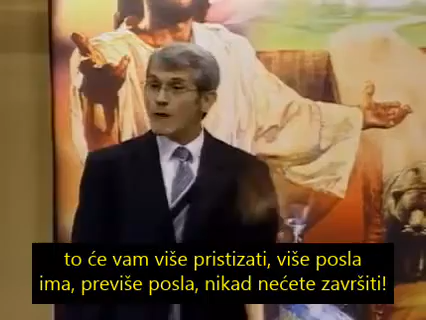 to će vam više pristizati, više posla
ima, previše posla, nikad nećete završiti!